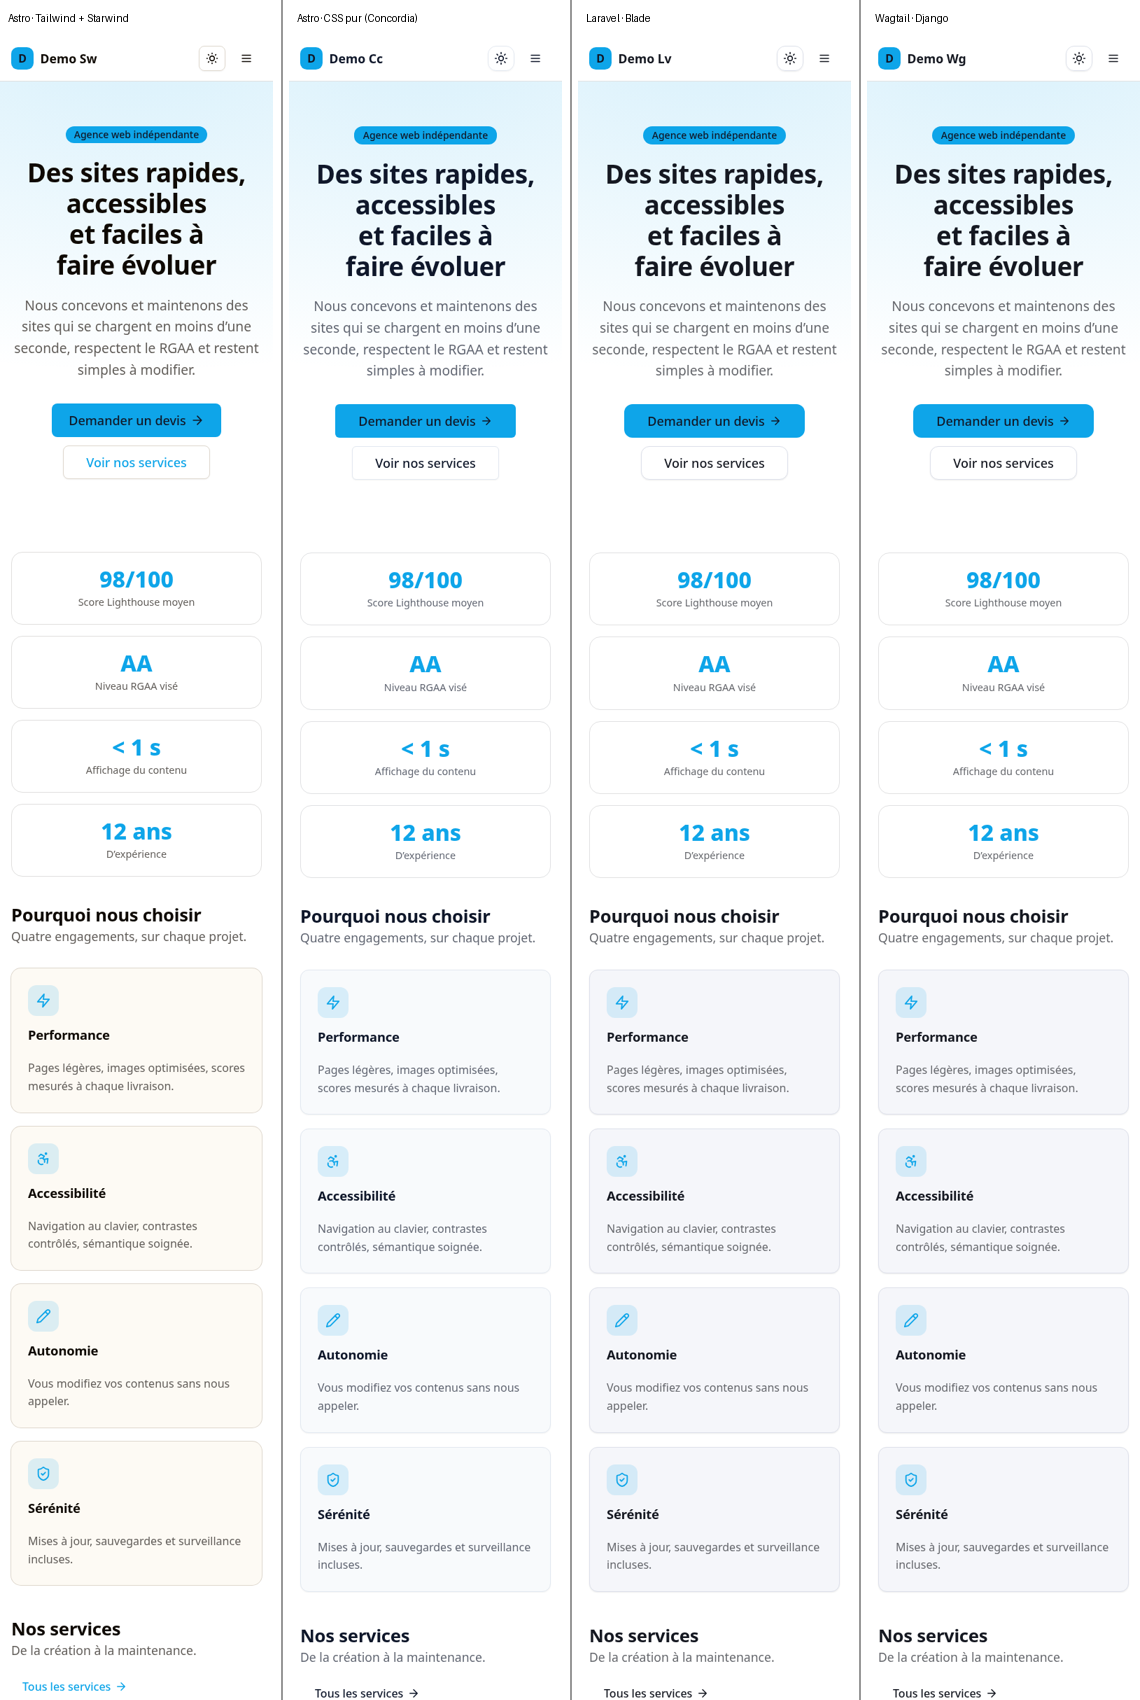 Astro · Tailwind + Starwind
D
Demo Sw
Agence web indépendante
Des sites rapides,
accessibles
et faciles à
faire évoluer
Nous concevons et maintenons des
sites qui se chargent en moins d’une
seconde, respectent le RGAA et restent
simples à modifier.
Demander un devis →
Voir nos services
98/100
Score Lighthouse moyen
AA
Niveau RGAA visé
< 1 s
Affichage du contenu
12 ans
D’expérience
Pourquoi nous choisir
Quatre engagements, sur chaque projet.
Performance
Pages légères, images optimisées, scores
mesurés à chaque livraison.
Accessibilité
Navigation au clavier, contrastes
contrôlés, sémantique soignée.
Autonomie
Vous modifiez vos contenus sans nous
appeler.
Sérénité
Mises à jour, sauvegardes et surveillance
incluses.
Nos services
De la création à la maintenance.
Tous les services →
Astro · CSS pur (Concordia)
D
Demo Cc
Agence web indépendante
Des sites rapides,
accessibles
et faciles à
faire évoluer
Nous concevons et maintenons des
sites qui se chargent en moins d’une
seconde, respectent le RGAA et restent
simples à modifier.
Demander un devis →
Voir nos services
98/100
Score Lighthouse moyen
AA
Niveau RGAA visé
< 1 s
Affichage du contenu
12 ans
D’expérience
Pourquoi nous choisir
Quatre engagements, sur chaque projet.
Performance
Pages légères, images optimisées,
scores mesurés à chaque livraison.
Accessibilité
Navigation au clavier, contrastes
contrôlés, sémantique soignée.
Autonomie
Vous modifiez vos contenus sans nous
appeler.
Sérénité
Mises à jour, sauvegardes et surveillance
incluses.
Nos services
De la création à la maintenance.
Tous les services →
Laravel · Blade
D
Demo Lv
Agence web indépendante
Des sites rapides,
accessibles
et faciles à
faire évoluer
Nous concevons et maintenons des
sites qui se chargent en moins d’une
seconde, respectent le RGAA et restent
simples à modifier.
Demander un devis →
Voir nos services
98/100
Score Lighthouse moyen
AA
Niveau RGAA visé
< 1 s
Affichage du contenu
12 ans
D’expérience
Pourquoi nous choisir
Quatre engagements, sur chaque projet.
Performance
Pages légères, images optimisées,
scores mesurés à chaque livraison.
Accessibilité
Navigation au clavier, contrastes
contrôlés, sémantique soignée.
Autonomie
Vous modifiez vos contenus sans nous
appeler.
Sérénité
Mises à jour, sauvegardes et surveillance
incluses.
Nos services
De la création à la maintenance.
Tous les services →
Wagtail · Django
D
Demo Wg
Agence web indépendante
Des sites rapides,
accessibles
et faciles à
faire évoluer
Nous concevons et maintenons des
sites qui se chargent en moins d’une
seconde, respectent le RGAA et restent
simples à modifier.
Demander un devis →
Voir nos services
98/100
Score Lighthouse moyen
AA
Niveau RGAA visé
< 1 s
Affichage du contenu
12 ans
D’expérience
Pourquoi nous choisir
Quatre engagements, sur chaque projet.
Performance
Pages légères, images optimisées,
scores mesurés à chaque livraison.
Accessibilité
Navigation au clavier, contrastes
contrôlés, sémantique soignée.
Autonomie
Vous modifiez vos contenus sans nous
appeler.
Sérénité
Mises à jour, sauvegardes et surveillance
incluses.
Nos services
De la création à la maintenance.
Tous les services →